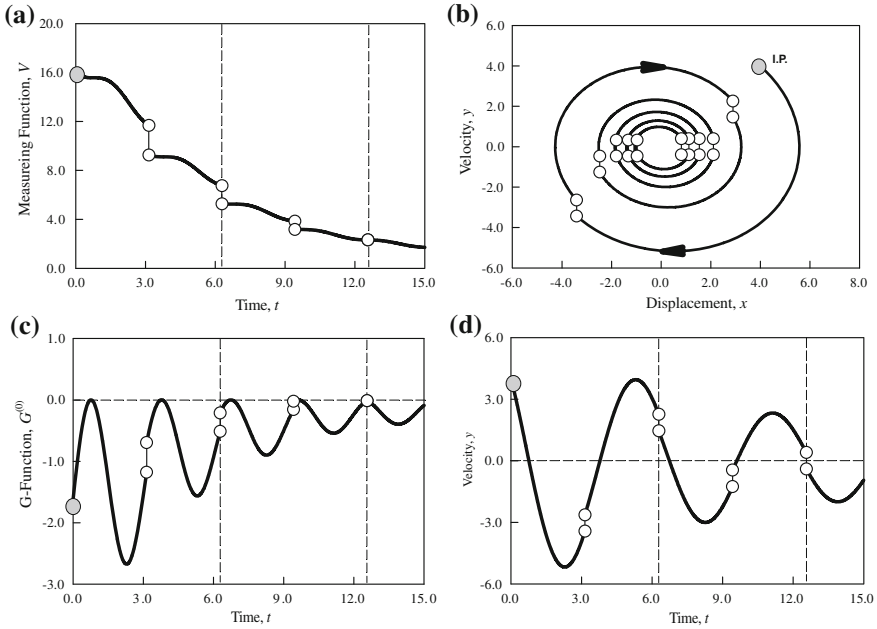 (a)
20.0
16.0
12.0
8.0
4.0
0.0
Measureing Function, V
0.0 3.0 6.0 9.0 12.0 15.0
Time, t
(b)
6.0
4.0
2.0
0.0
-2.0
-4.0
-6.0
Velocity, y
I.P.
-6.0 -4.0 -2.0 0.0 2.0 4.0 6.0 8.0
Displacement, x
(c)
1.0
0.0
-1.0
-2.0
-3.0
G-Function, G(0)
0.0 3.0 6.0 9.0 12.0 15.0
Time, t
(d)
6.0
3.0
0.0
-3.0
-6.0
Velocity, y
0.0 3.0 6.0 9.0 12.0 15.0
Time, t